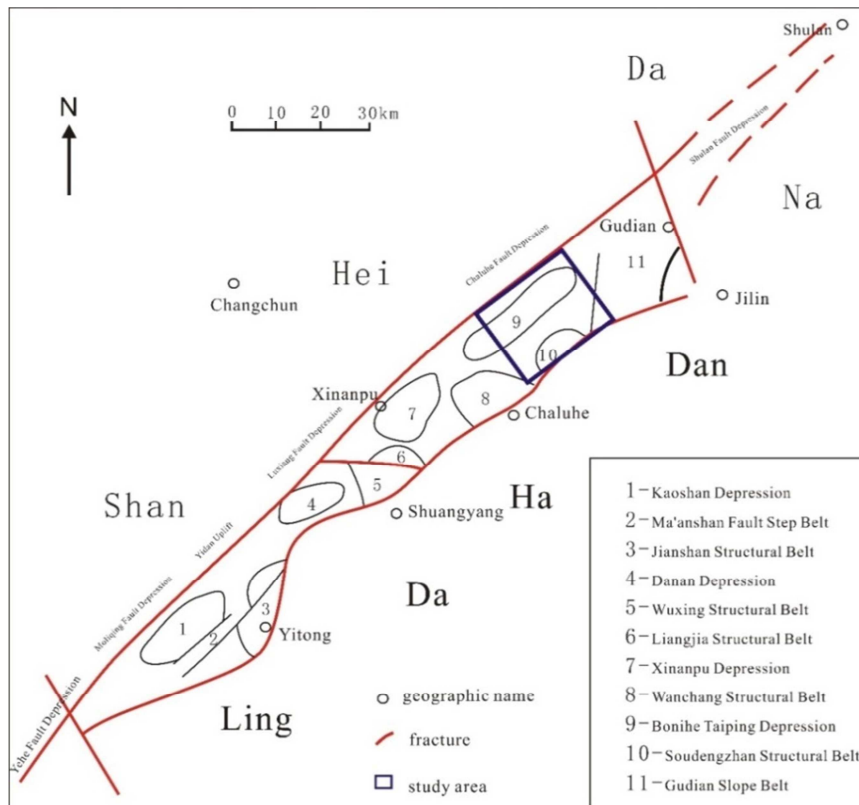 Shulan
Da
N
0 10 20 30km
Shulan Fault Depression
Na
Gudian
Chaluhe Fault Depression
11
Hei
Changchun
Jilin
9
10
Dan
Xinanpu
7
8
Chaluhe
Luxiang Fault Depression
6
5
Ha
4
Shuangyang
Shan
Yidan Uplift
Moliqing Fault Depression
Da
3
1
2
Yitong
Ling
Yehe Fault Depression
geographic name
fracture
study area
1-Kaoshan Depression
2-Ma'anshan Fault Step Belt
3-Jianshan Structural Belt
4-Danan Depression
5-Wuxing Structural Belt
6-Liangjia Structural Belt
7-Xinanpu Depression
8-Wanchang Structural Belt
9-Bonihe Taiping Depression
10-Soudengzhan Structural Belt
11-Gudian Slope Belt